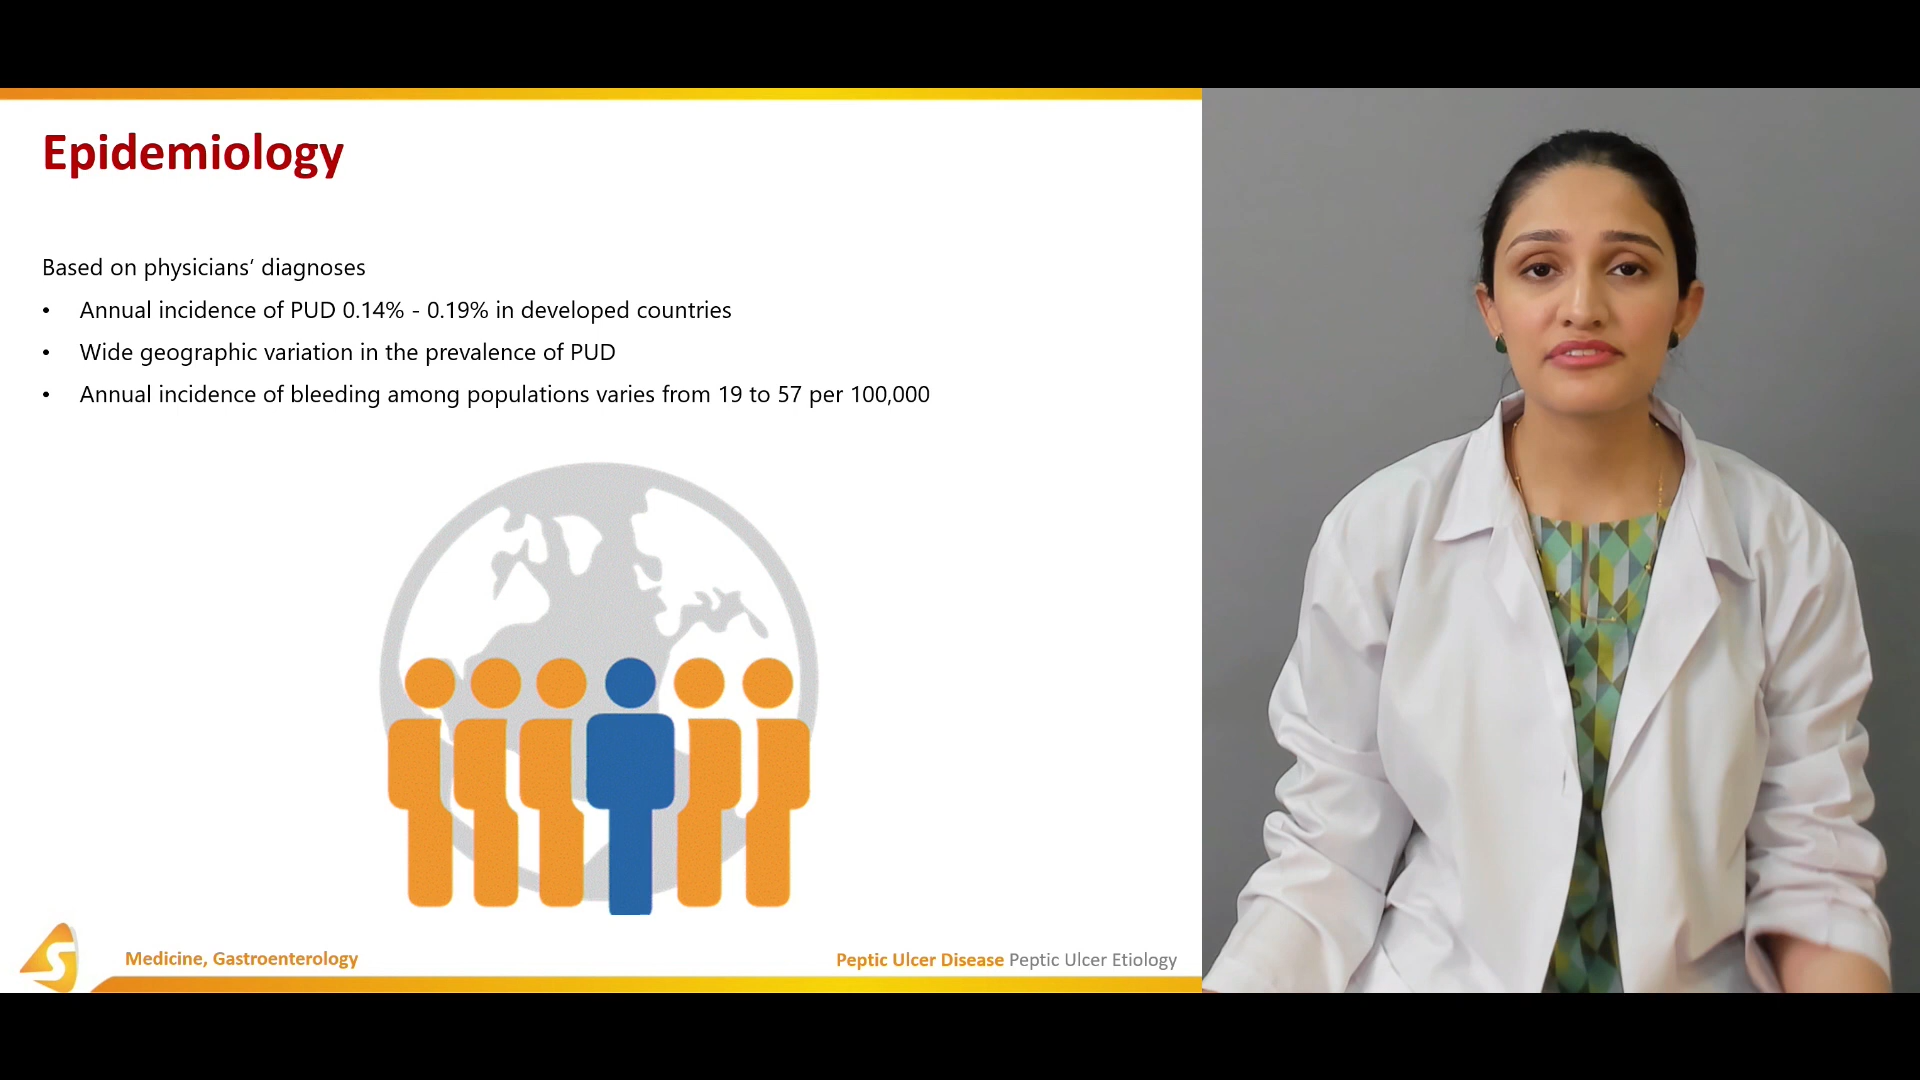 Epidemiology
Based on physicians’ diagnoses
• Annual incidence of PUD 0.14% - 0.19% in developed countries
• Wide geographic variation in the prevalence of PUD
• Annual incidence of bleeding among populations varies from 19 to 57 per 100,000
S
Medicine, Gastroenterology
Peptic Ulcer Disease Peptic Ulcer Etiology